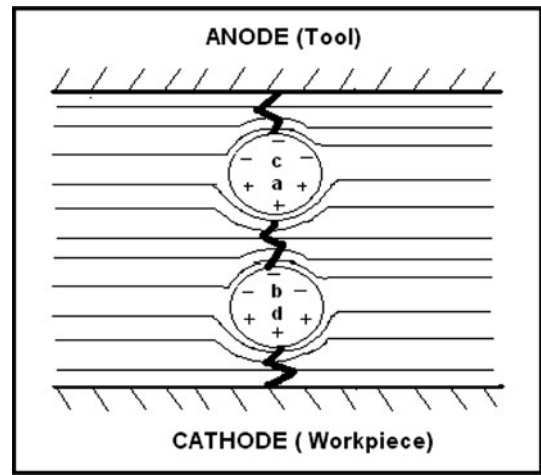 ANODE (Tool)
−
− c −
+ a +
+
−
− b −
+ d +
+
CATHODE ( Workpiece)